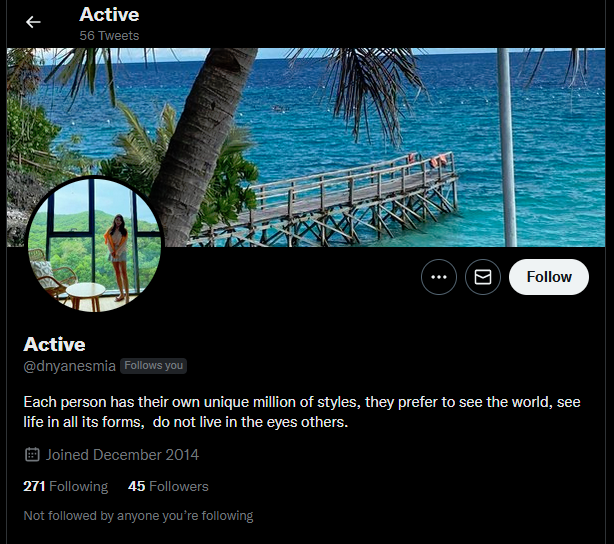 Active
56 Tweets
Follow
Active
@dnyanesmia Follows you
Each person has their own unique million of styles, they prefer to see the world, see
life in all its forms,  do not live in the eyes others.
Joined December 2014
271 Following 45 Followers
Not followed by anyone you’re following